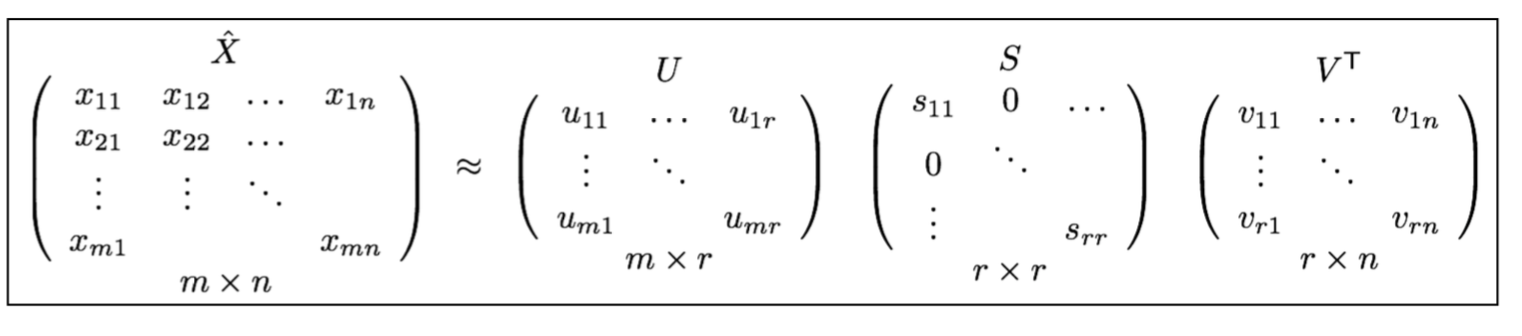 X̂ U S V⊤
( x₁₁ x₁₂ … x₁ₙ ) ( u₁₁ … u₁ᵣ ) ( s₁₁ 0 … ) ( v₁₁ … v₁ₙ )
x₂₁ x₂₂ …
⋮ ⋮ ⋱ ≈ ⋮ ⋱ 0 ⋱ ⋮ ⋱
xₘ₁ xₘₙ uₘ₁ uₘᵣ ⋮ sᵣᵣ vᵣ₁ vᵣₙ
m × n m × r r × r r × n